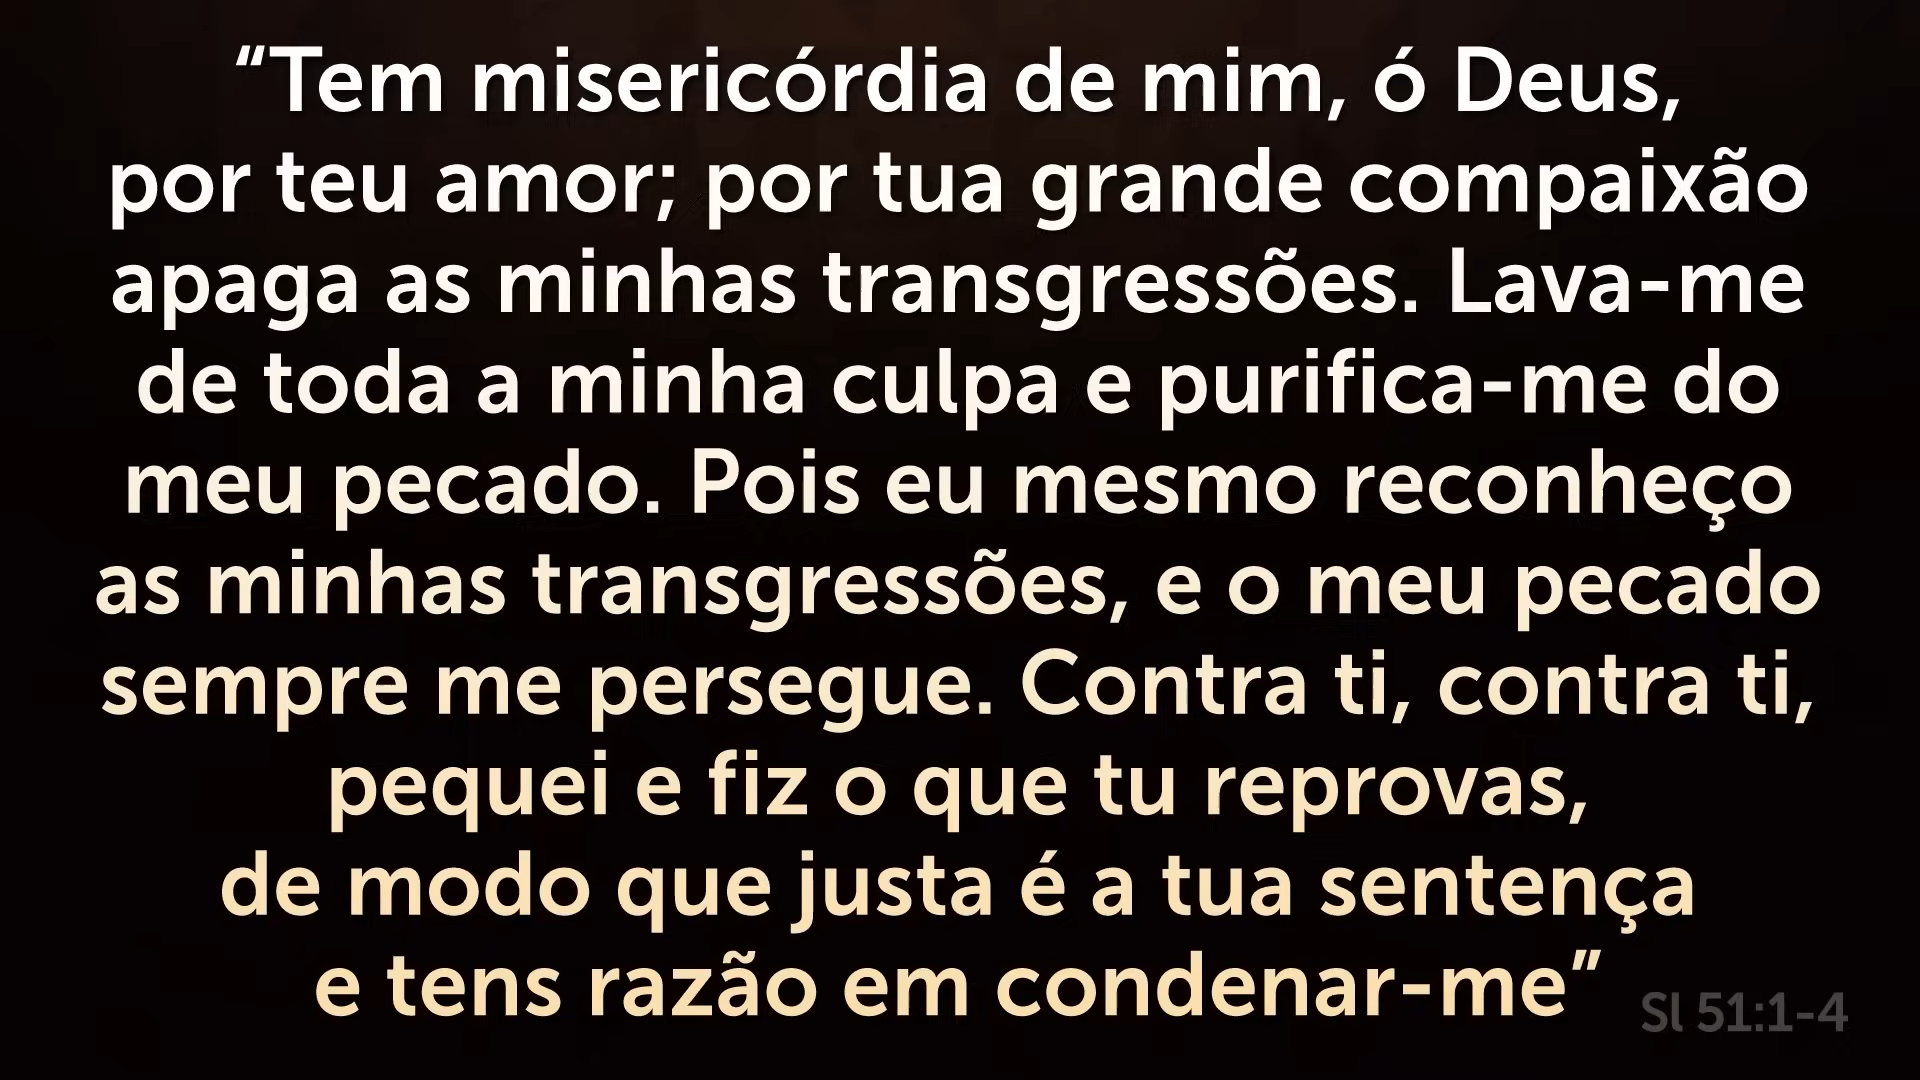 “Tem misericórdia de mim, ó Deus,
por teu amor; por tua grande compaixão
apaga as minhas transgressões. Lava-me
de toda a minha culpa e purifica-me do
meu pecado. Pois eu mesmo reconheço
as minhas transgressões, e o meu pecado
sempre me persegue. Contra ti, contra ti,
pequei e fiz o que tu reprovas,
de modo que justa é a tua sentença
e tens razão em condenar-me”
Sl 51:1-4